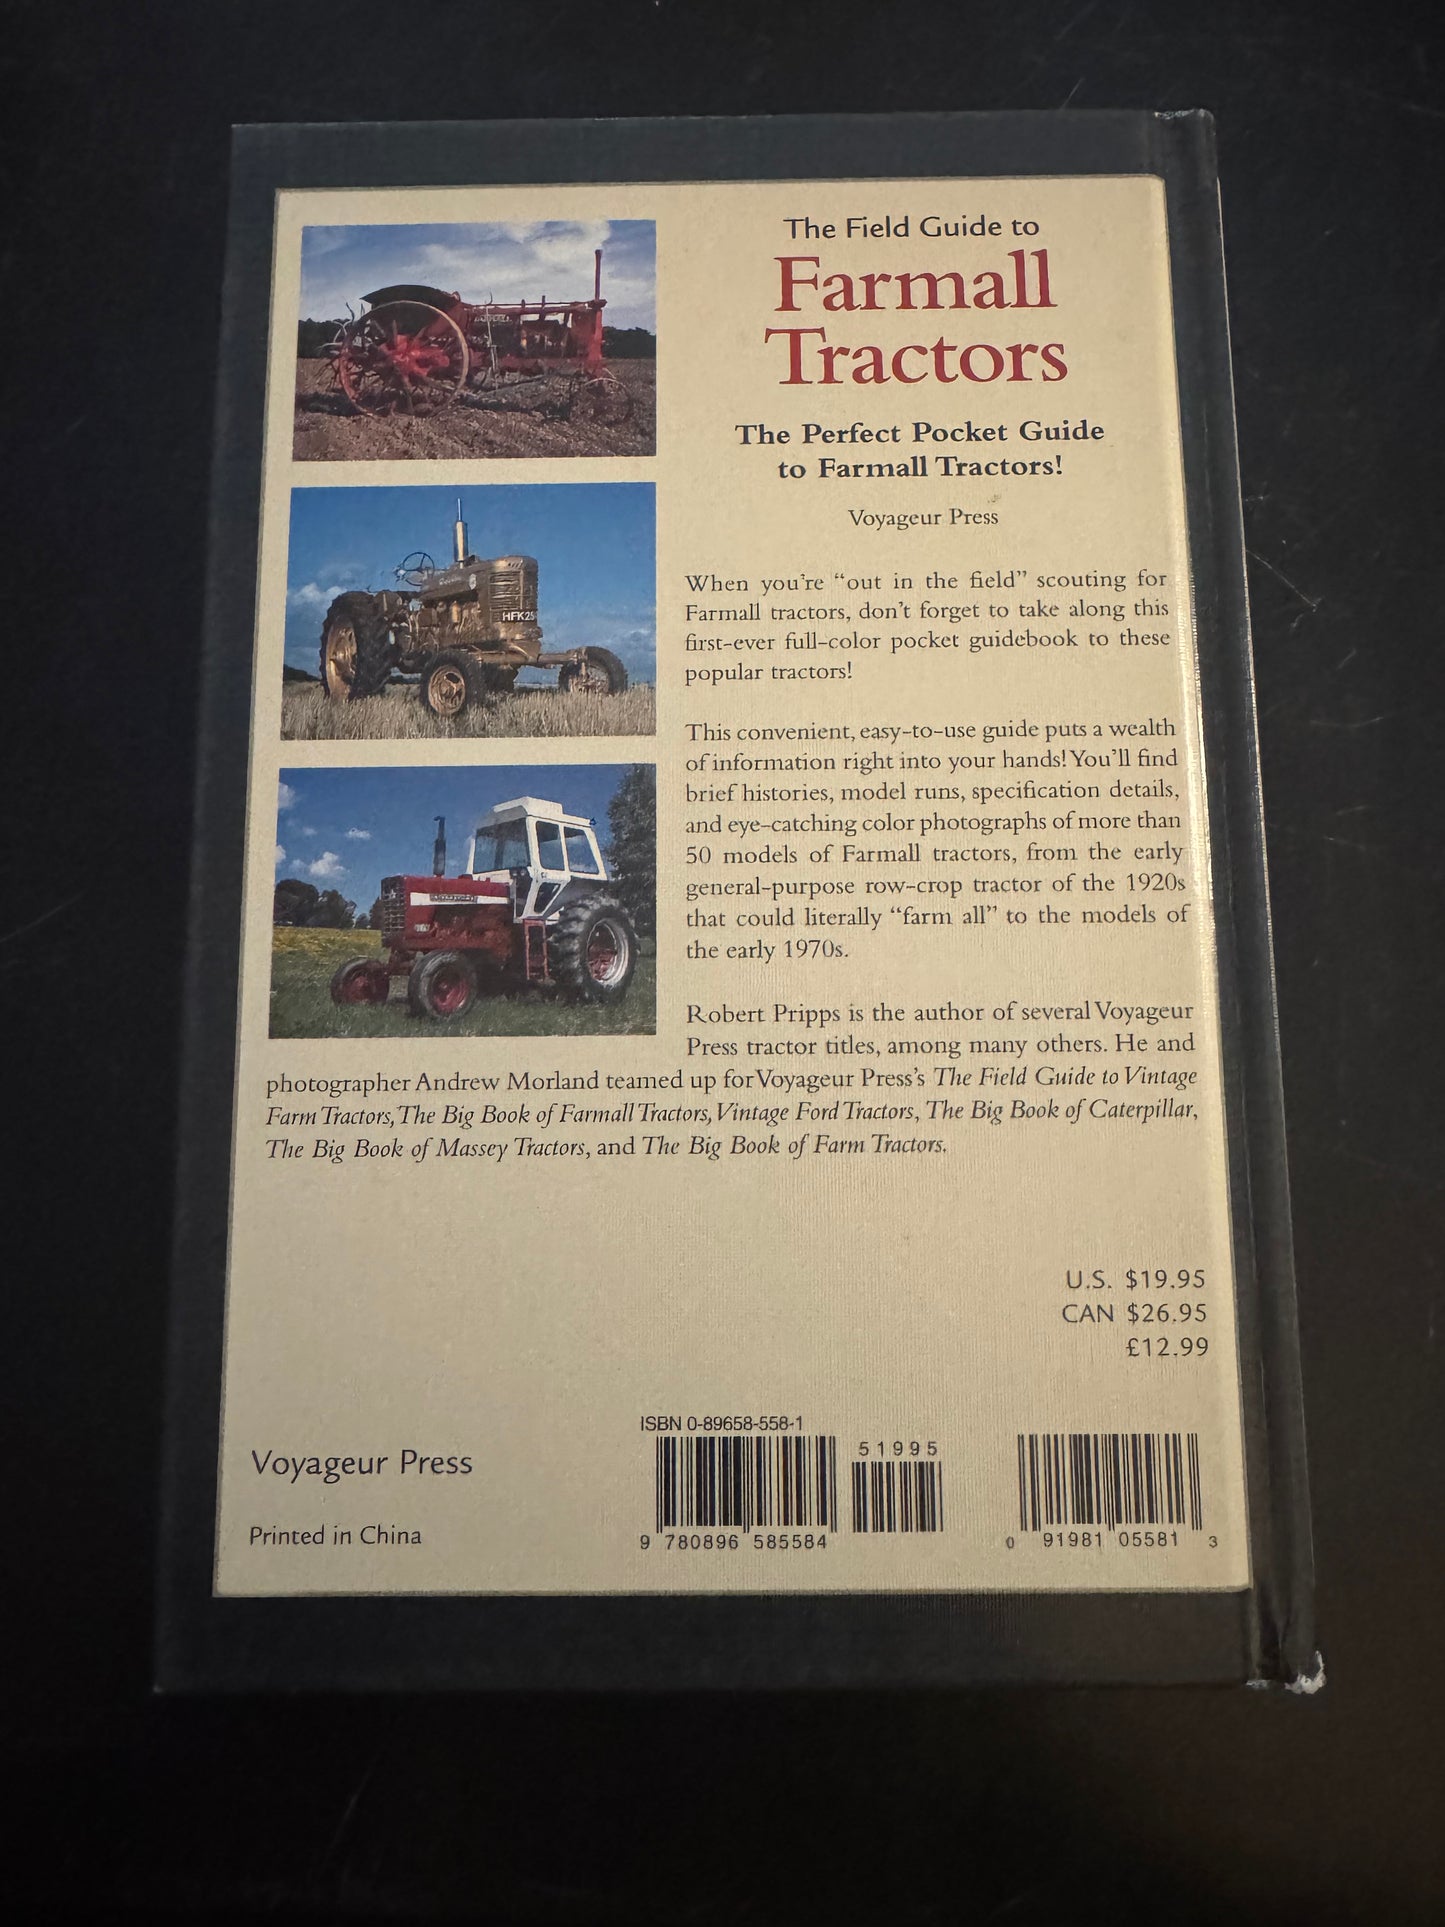 The Field Guide to
Farmall
Tractors
The Perfect Pocket Guide
to Farmall Tractors!
Voyageur Press
When you're “out in the field” scouting for
Farmall tractors, don't forget to take along this
first-ever full-color pocket guidebook to these
popular tractors!
This convenient, easy-to-use guide puts a wealth
of information right into your hands! You'll find
brief histories, model runs, specification details,
and eye-catching color photographs of more than
50 models of Farmall tractors, from the early
general-purpose row-crop tractor of the 1920s
that could literally “farm all” to the models of
the early 1970s.
Robert Pripps is the author of several Voyageur
Press tractor titles, among many others. He and
photographer Andrew Morland teamed up for Voyageur Press's The Field Guide to Vintage
Farm Tractors, The Big Book of Farmall Tractors, Vintage Ford Tractors, The Big Book of Caterpillar,
The Big Book of Massey Tractors, and The Big Book of Farm Tractors.
U.S. $19.95
CAN $26.95
£12.99
Voyageur Press
Printed in China
ISBN 0-89658-558-1
51995
9 780896 585584
0 91981 05581 3